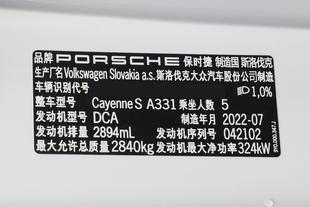 品牌 PORSCHE 保时捷 制造国 斯洛伐克
生产厂名 Volkswagen Slovakia a.s. 斯洛伐克大众汽车股份公司制造
车辆识别代号 1,0%
整车型号 Cayenne S A331 乘坐人数 5
发动机型号 DCA 制造年月 2022-07
发动机排量 2894mL 发动机序列号 042102
最大允许总质量 2840kg 发动机最大净功率 324kW